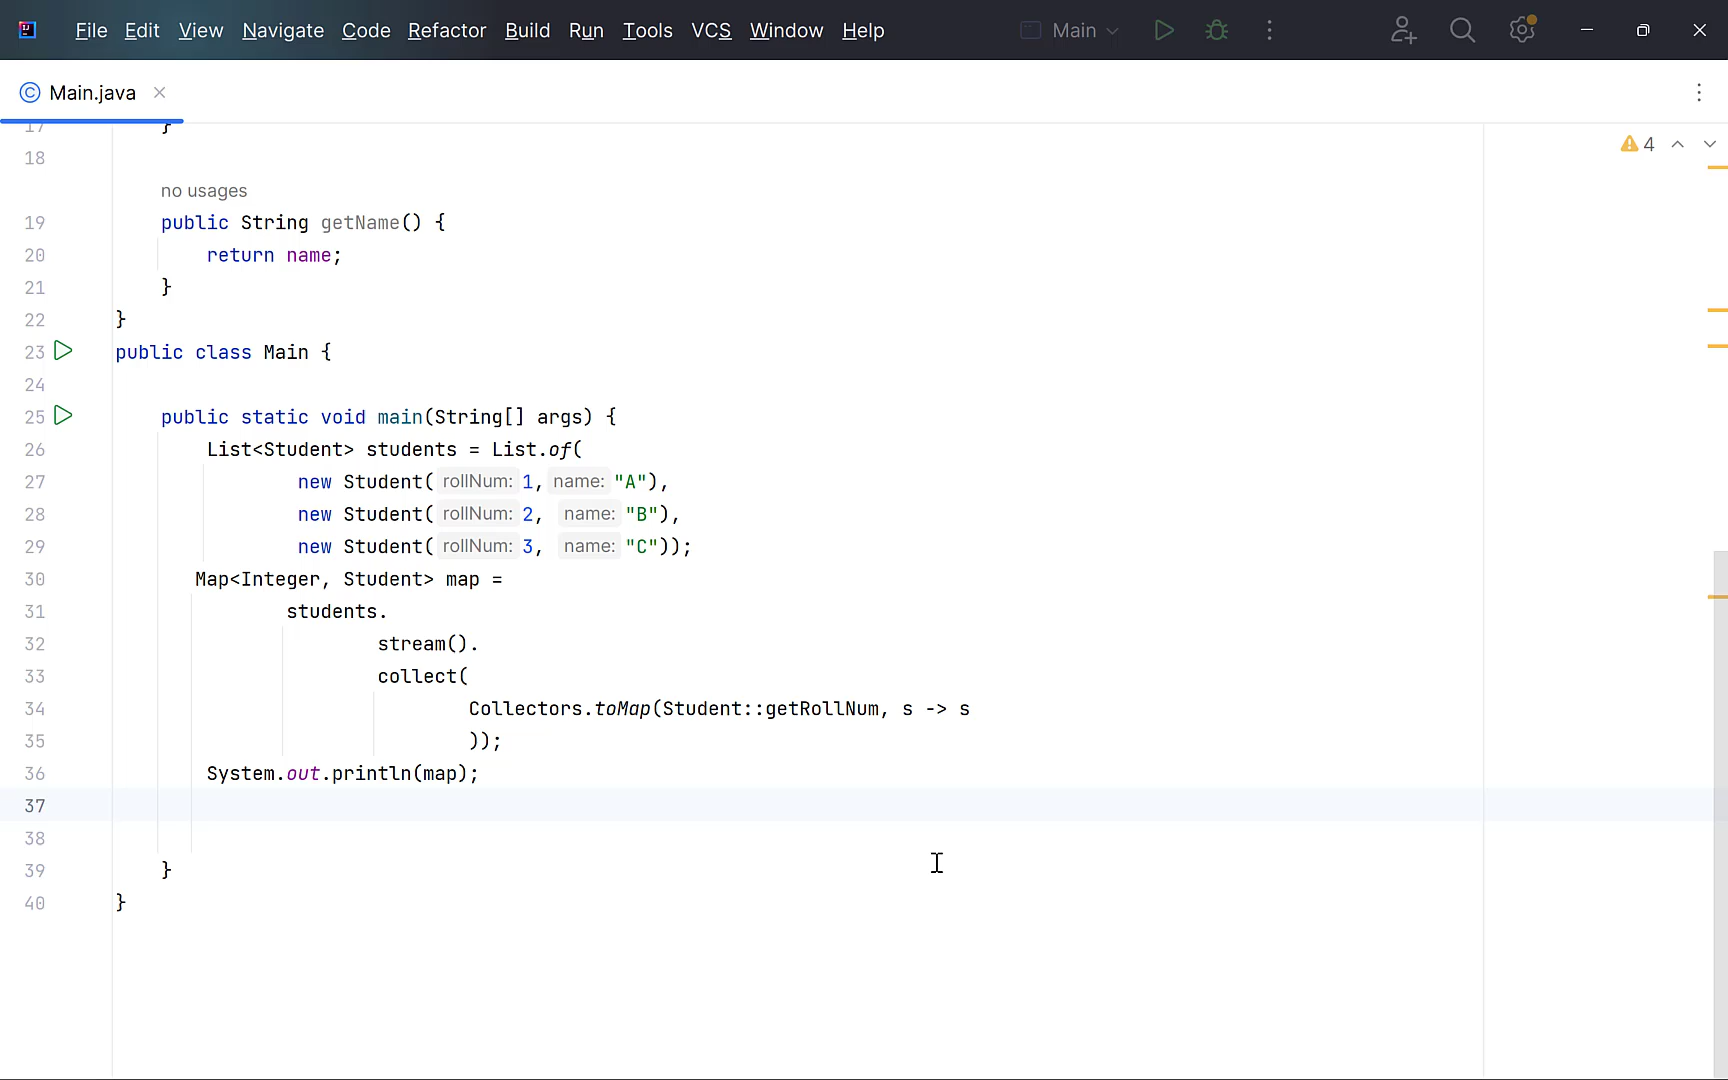 File Edit View Navigate Code Refactor Build Run Tools VCS Window Help Main
Main.java
17 }
18
no usages
19 public String getName() {
20 return name;
21 }
22 }
23 public class Main {
24
25 public static void main(String[] args) {
26 List<Student> students = List.of(
27 new Student( rollNum: 1, name: "A"),
28 new Student( rollNum: 2, name: "B"),
29 new Student( rollNum: 3, name: "C"));
30 Map<Integer, Student> map =
31 students.
32 stream().
33 collect(
34 Collectors.toMap(Student::getRollNum, s -> s
35 ));
36 System.out.println(map);
37
38
39 }
40 }
4